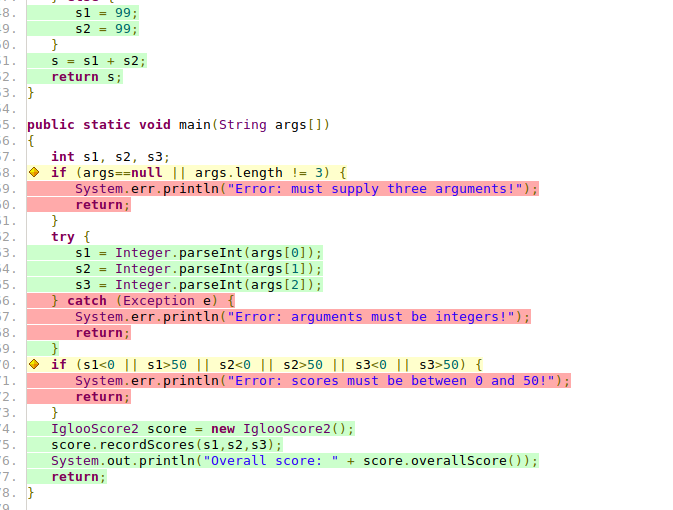 8. s1 = 99;
9. s2 = 99;
0. }
1. s = s1 + s2;
2. return s;
3. }
4.
5. public static void main(String args[])
6. {
7. int s1, s2, s3;
8. if (args==null || args.length != 3) {
9. System.err.println("Error: must supply three arguments!");
0. return;
1. }
2. try {
3. s1 = Integer.parseInt(args[0]);
4. s2 = Integer.parseInt(args[1]);
5. s3 = Integer.parseInt(args[2]);
6. } catch (Exception e) {
7. System.err.println("Error: arguments must be integers!");
8. return;
9. }
0. if (s1<0 || s1>50 || s2<0 || s2>50 || s3<0 || s3>50) {
1. System.err.println("Error: scores must be between 0 and 50!");
2. return;
3. }
4. IglooScore2 score = new IglooScore2();
5. score.recordScores(s1,s2,s3);
6. System.out.println("Overall score: " + score.overallScore());
7. return;
8. }